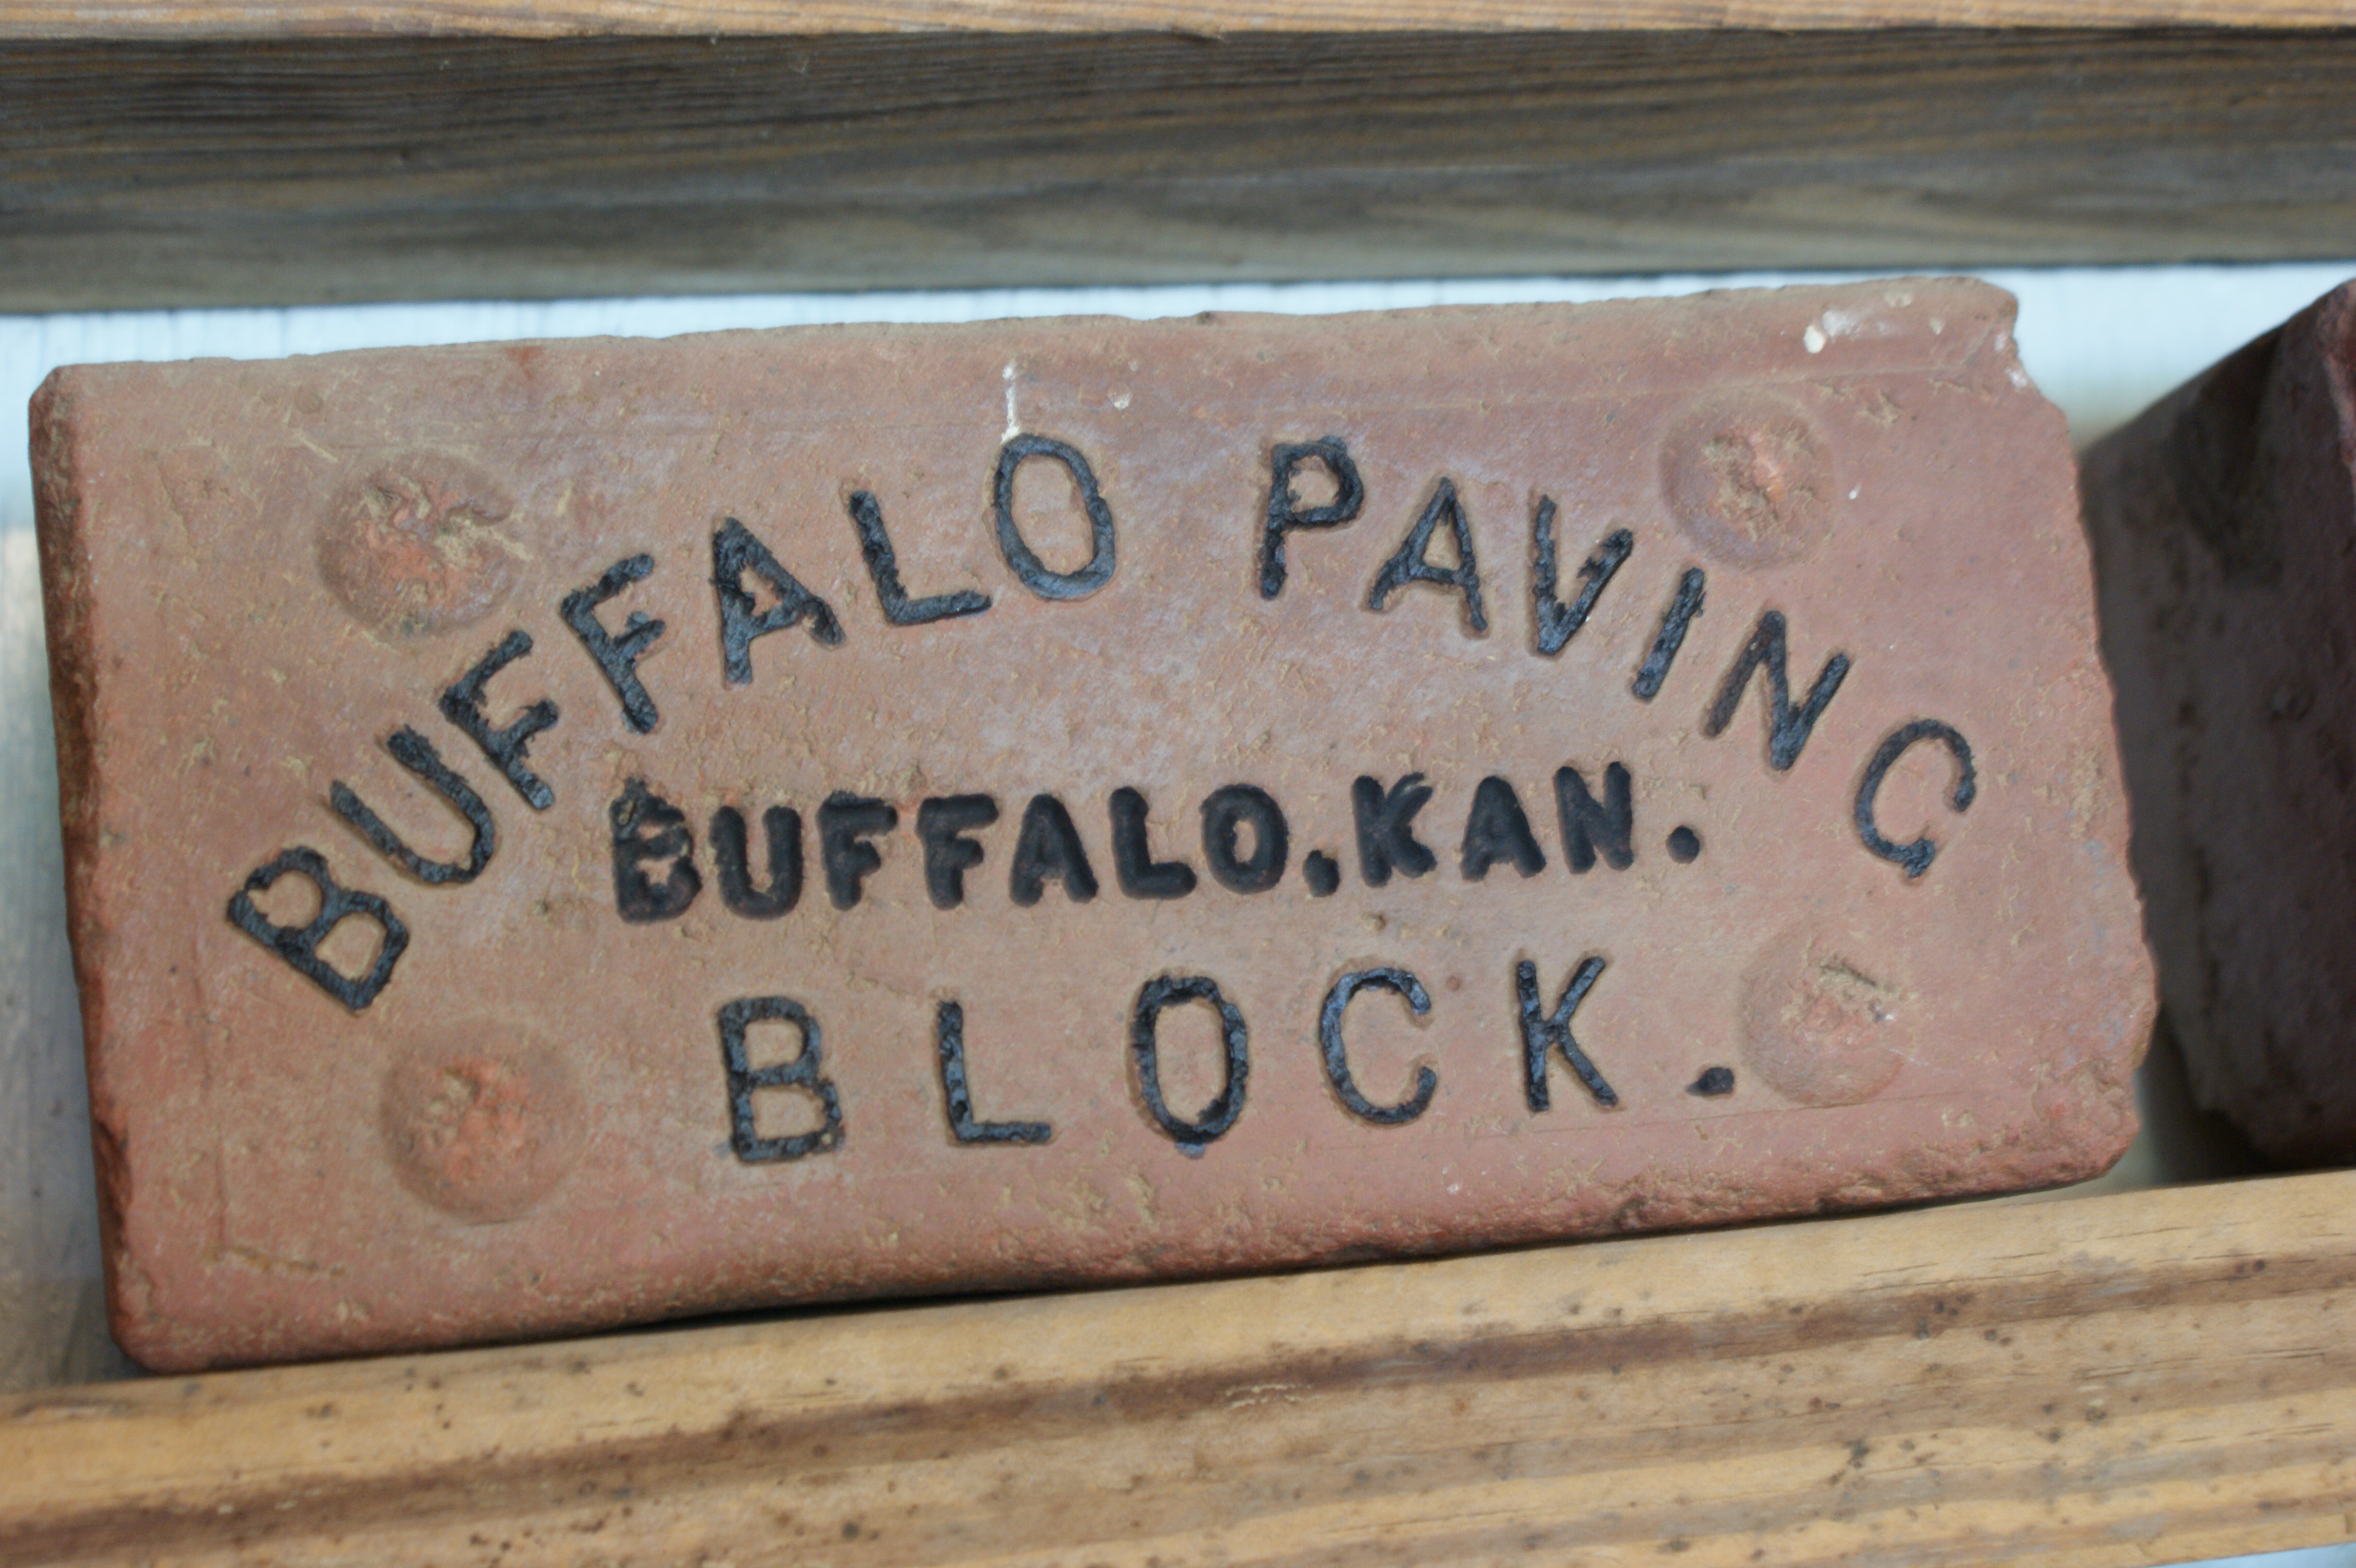 BUFFALO PAVING
BUFFALO, KAN.
BLOCK.